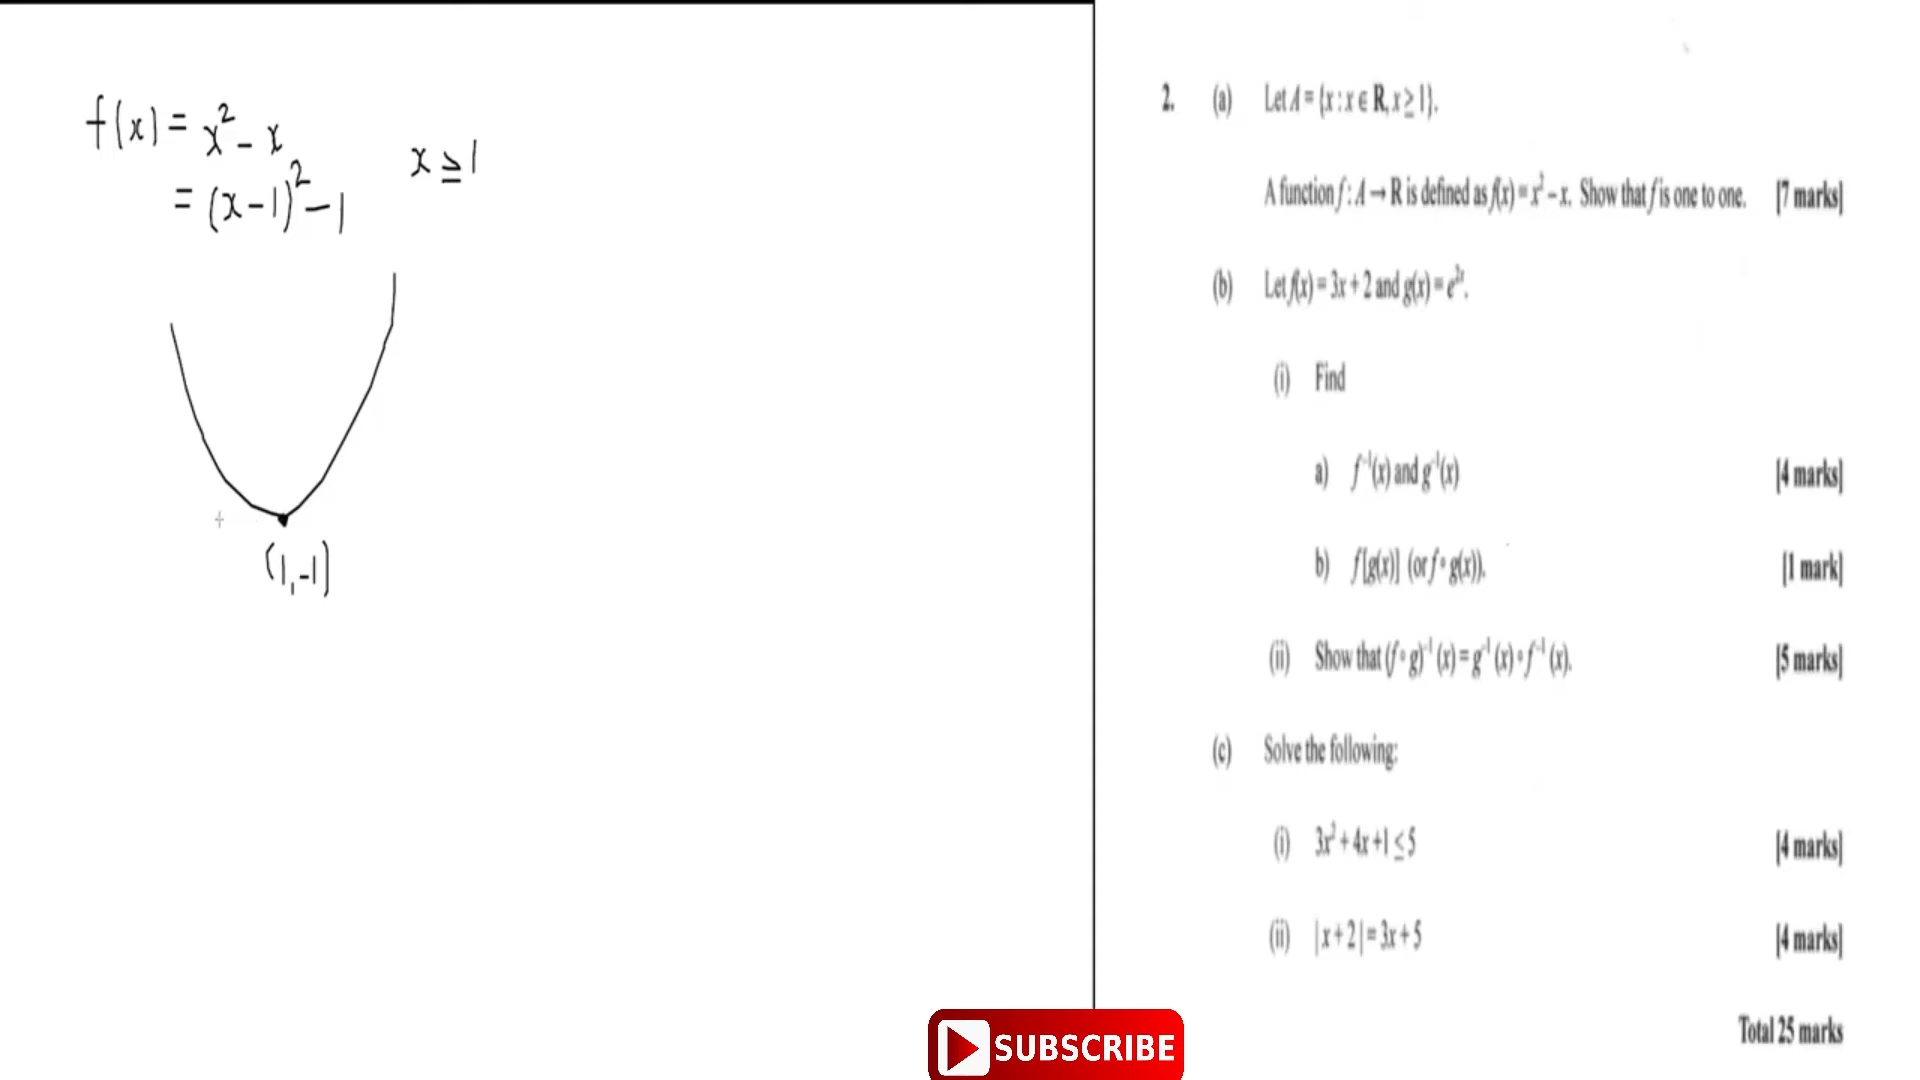 f(x) = x² - x
= (x-1)² - 1
x ≥ 1
(1, -1)
2. (a) Let A = {x : x ∈ R, x ≥ 1}.
A function f : A → R is defined as f(x) = x² – x. Show that f is one to one. [7 marks]
(b) Let f(x) = 3x + 2 and g(x) = e²ˣ.
(i) Find
a) f⁻¹(x) and g⁻¹(x) [4 marks]
b) f[g(x)] (or f ∘ g(x)). [1 mark]
(ii) Show that (f ∘ g)⁻¹ (x) = g⁻¹ (x) ∘ f⁻¹ (x). [5 marks]
(c) Solve the following:
(i) 3x² + 4x +1 ≤ 5 [4 marks]
(ii) | x + 2 | = 3x + 5 [4 marks]
Total 25 marks
SUBSCRIBE